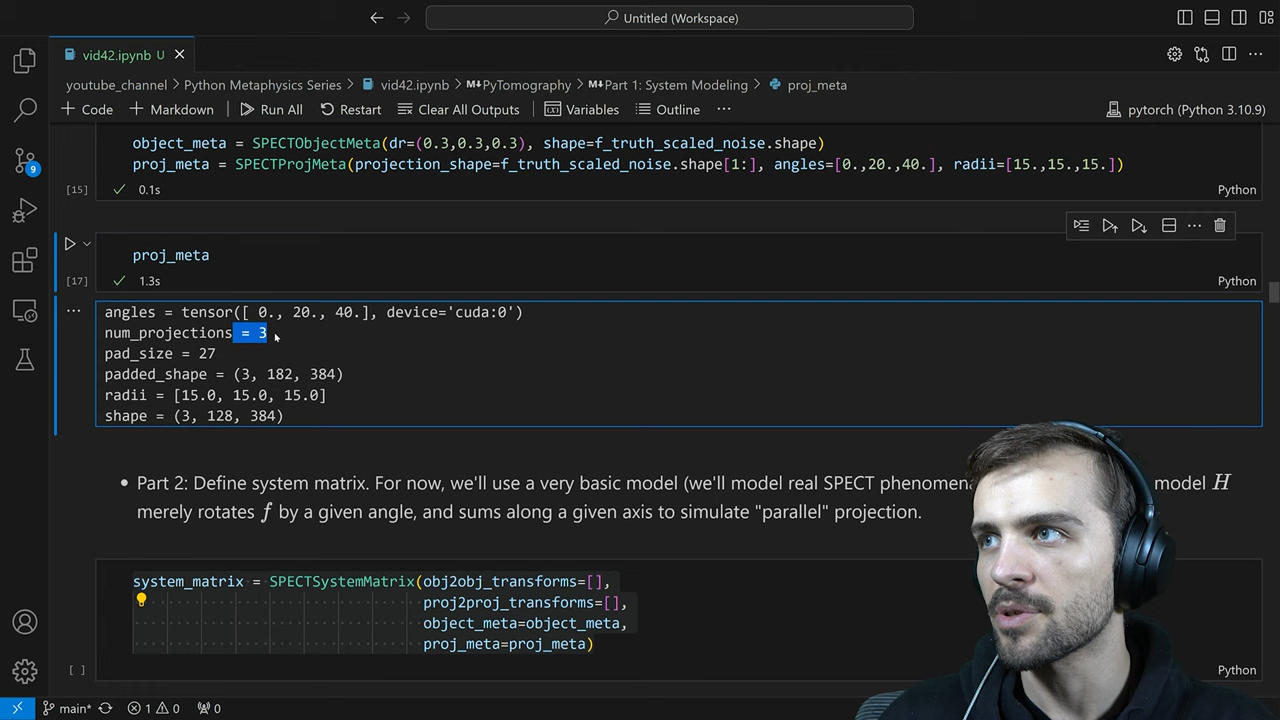 Untitled (Workspace)
vid42.ipynb U
youtube_channel > Python Metaphysics Series > vid42.ipynb > M↓PyTomography > M↓Part 1: System Modeling > proj_meta
+ Code + Markdown Run All Restart Clear All Outputs Variables Outline ··· pytorch (Python 3.10.9)
object_meta = SPECTObjectMeta(dr=(0.3,0.3,0.3), shape=f_truth_scaled_noise.shape)
proj_meta = SPECTProjMeta(projection_shape=f_truth_scaled_noise.shape[1:], angles=[0.,20.,40.], radii=[15.,15.,15.])
[15] ✓ 0.1s Python
proj_meta
[17] ✓ 1.3s Python
angles = tensor([ 0., 20., 40.], device='cuda:0')
num_projections = 3
pad_size = 27
padded_shape = (3, 182, 384)
radii = [15.0, 15.0, 15.0]
shape = (3, 128, 384)
• Part 2: Define system matrix. For now, we'll use a very basic model (we'll model real SPECT phenomena model H
merely rotates f by a given angle, and sums along a given axis to simulate "parallel" projection.
system_matrix = SPECTSystemMatrix(obj2obj_transforms=[],
proj2proj_transforms=[],
object_meta=object_meta,
proj_meta=proj_meta)
[ ] Python
9
main* 1 0 0